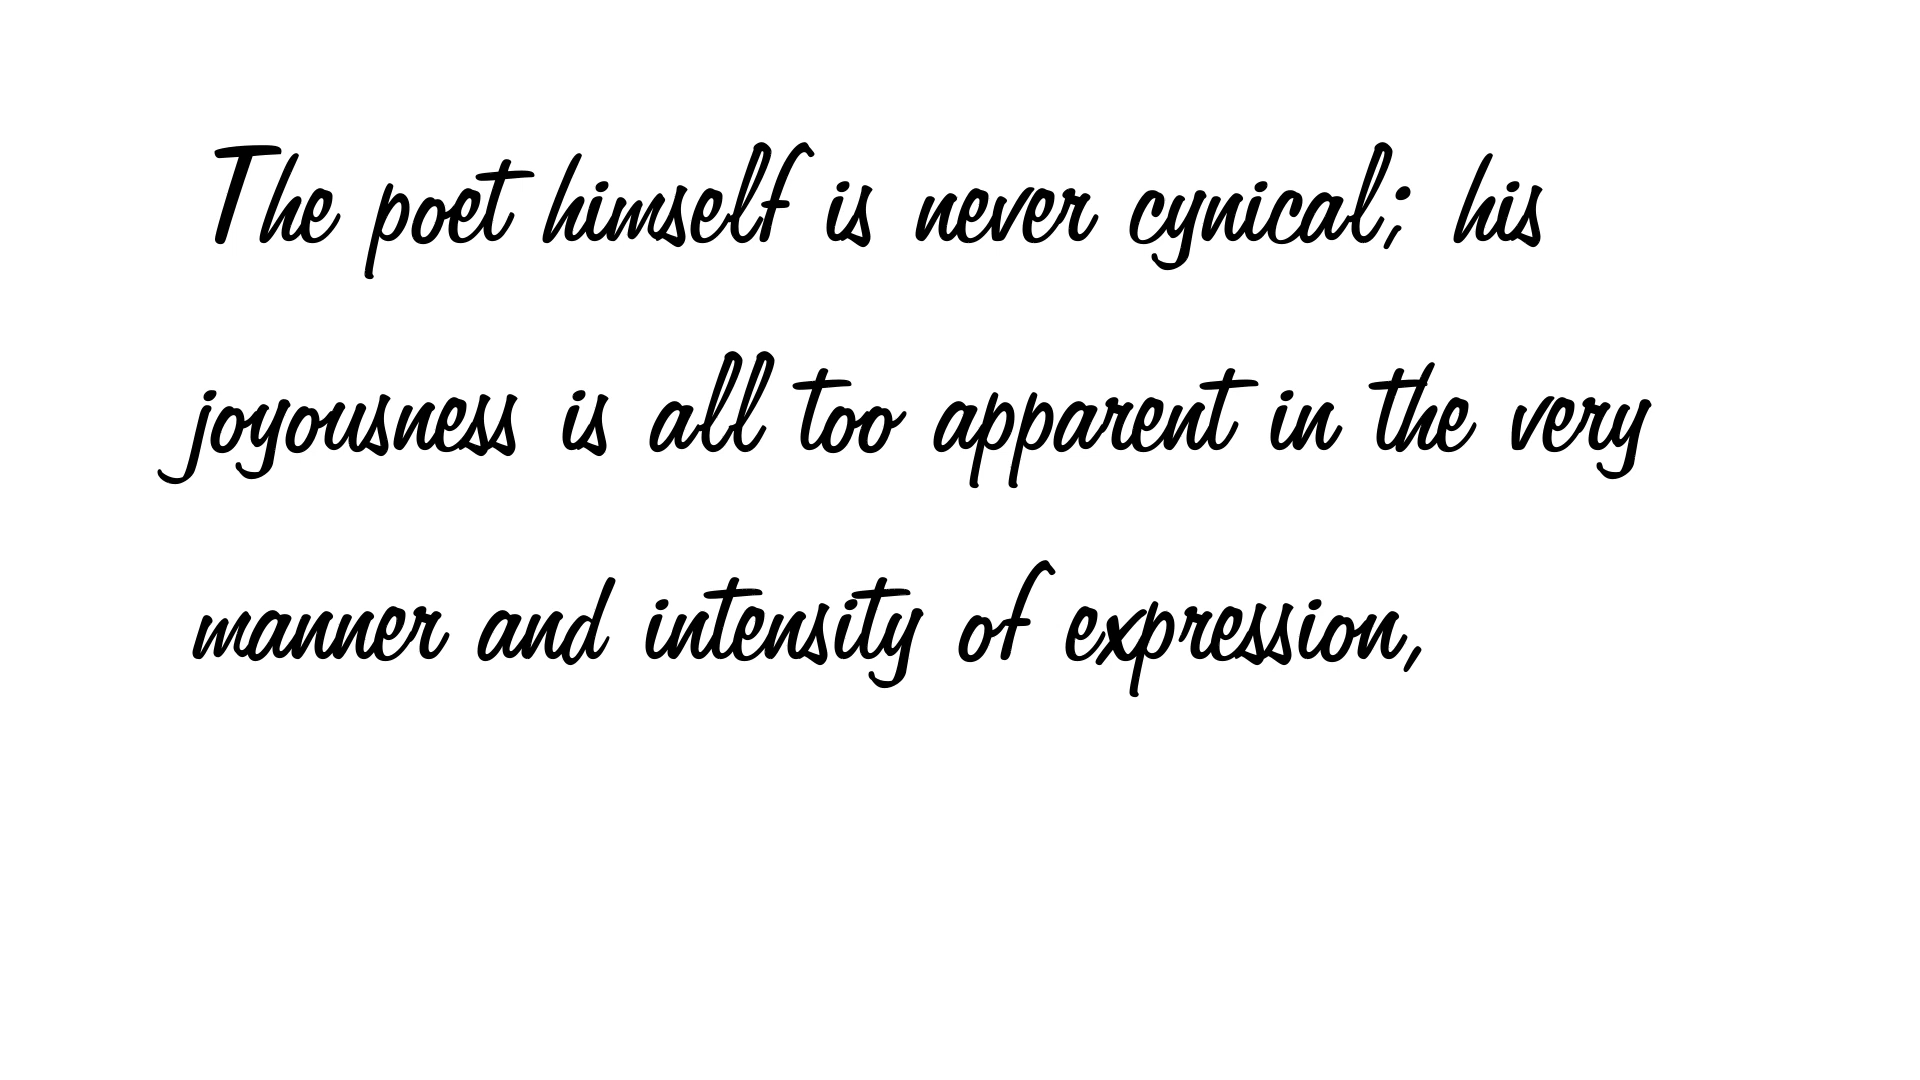 The poet himself is never cynical; his
joyousness is all too apparent in the very
manner and intensity of expression,